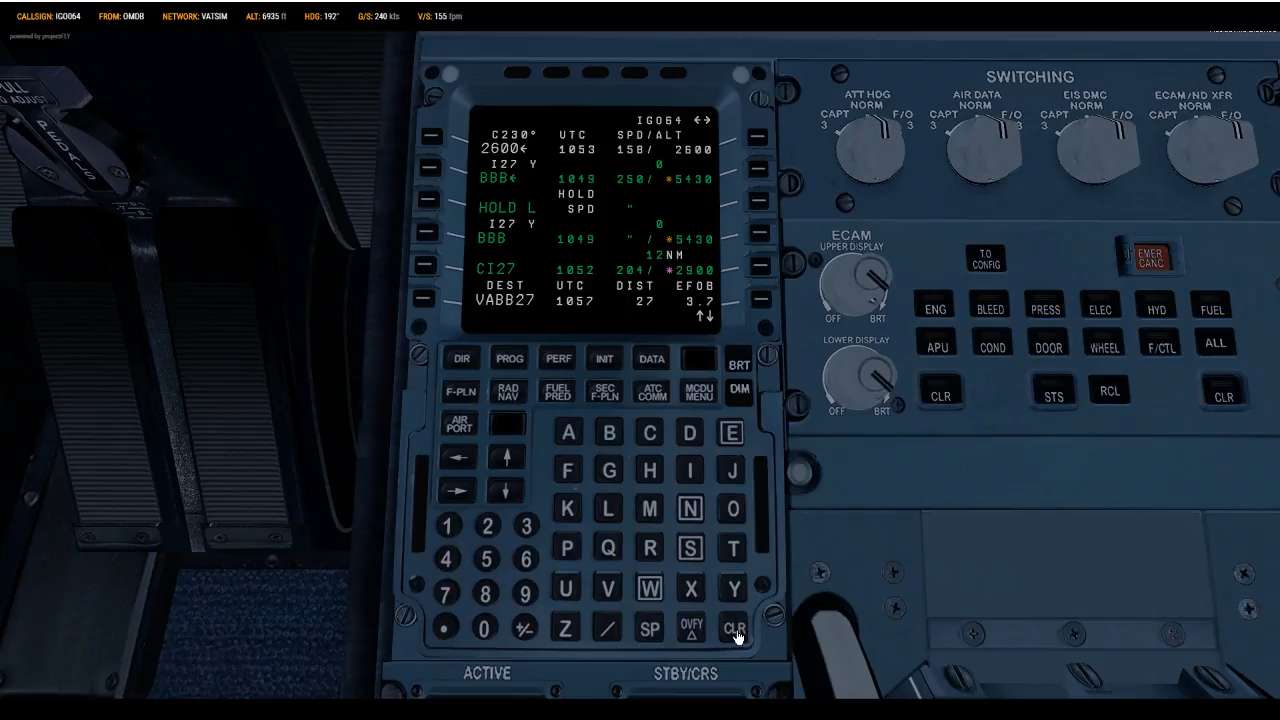 CALLSIGN: IGO064 FROM: OMDB NETWORK: VATSIM ALT: 6935 ft HDG: 192° G/S: 240 kts V/S: 155 fpm
powered by projectFLY
PULL
TO ADJUST
PEDALS
IGO64 ↔
C230° UTC SPD/ALT
2600← 1053 158/ 2600
I27 Y 0
BBB← 1049 250/ *5430
HOLD
HOLD L SPD "
I27 Y 0
BBB 1049 " / *5430
12NM
CI27 1052 204/ *2900
DEST UTC DIST EFOB
VABB27 1057 27 3.7
↑↓
DIR PROG PERF INIT DATA BRT
F-PLN RAD NAV FUEL PRED SEC F-PLN ATC COMM MCDU MENU DIM
AIR PORT
← ↑
→ ↓
A B C D E
F G H I J
K L M N O
P Q R S T
U V W X Y
Z / SP OVFY △ CLR
1 2 3
4 5 6
7 8 9
• 0 +/-
ACTIVE STBY/CRS
SWITCHING
ATT HDG AIR DATA EIS DMC ECAM/ND XFR
NORM NORM NORM NORM
CAPT F/O CAPT F/O CAPT F/O CAPT F/O
3 3 3 3 3 3
ECAM
UPPER DISPLAY
OFF BRT
LOWER DISPLAY
OFF BRT
T.O CONFIG
EMER CANC
ENG BLEED PRESS ELEC HYD FUEL
APU COND DOOR WHEEL F/CTL ALL
CLR STS RCL CLR